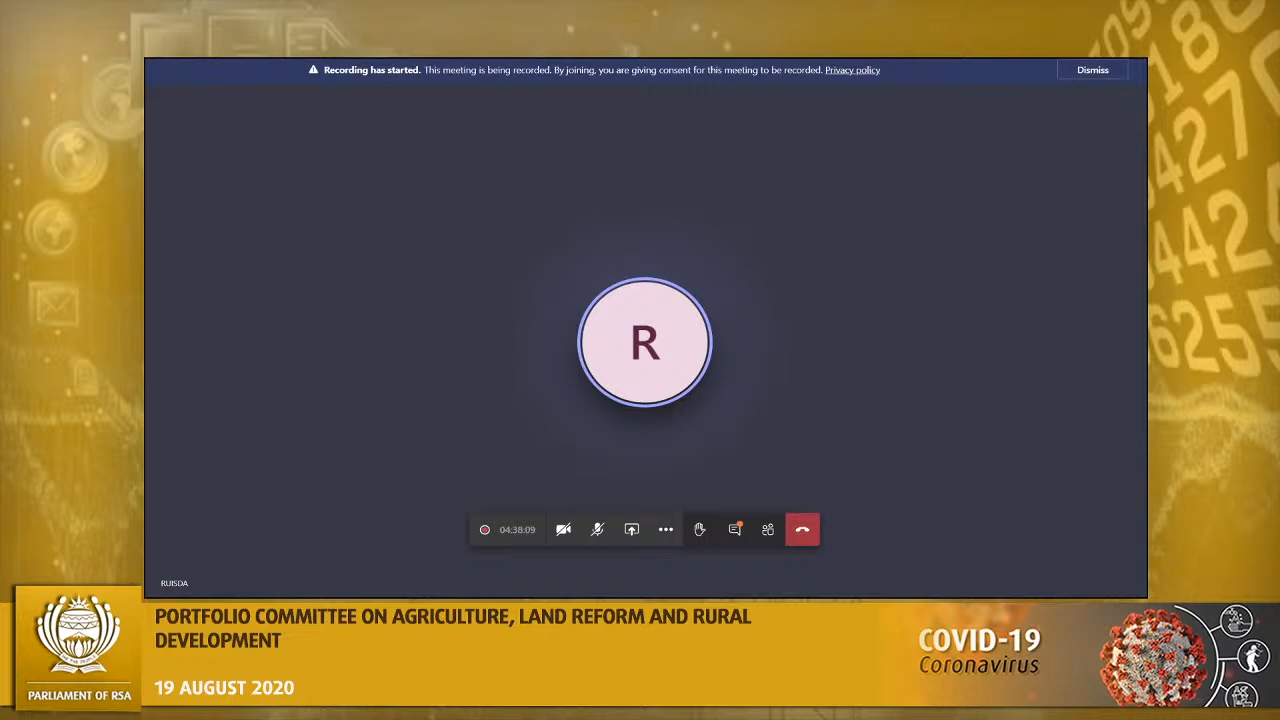 Recording has started. This meeting is being recorded. By joining, you are giving consent for this meeting to be recorded. Privacy policy
Dismiss
R
04:38:09
RUISDA
PORTFOLIO COMMITTEE ON AGRICULTURE, LAND REFORM AND RURAL
DEVELOPMENT
19 AUGUST 2020
PARLIAMENT OF RSA
COVID-19
Coronavirus